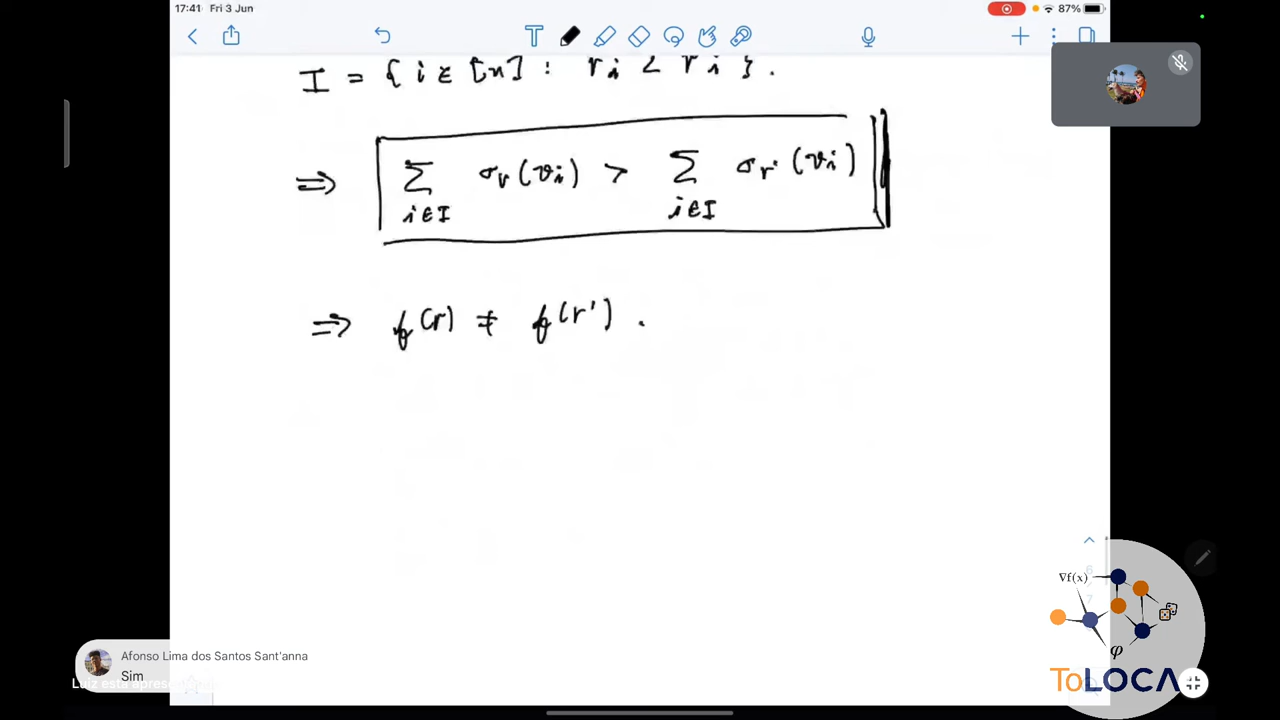 17:41 Fri 3 Jun
87%
I = { i ∈ [n] : r_i < r'_i } .
⇒ ∑_{i∈I} σ_r(v_i) > ∑_{i∈I} σ_{r'}(v_i)
⇒ f(r) ≠ f(r') .
∇f(x)
φ
ToLOCA
Afonso Lima dos Santos Sant'anna
Sim